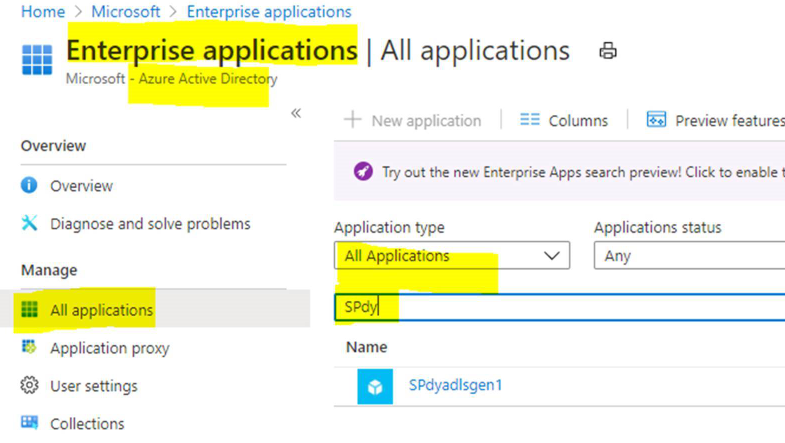 Home > Microsoft > Enterprise applications
Enterprise applications | All applications
Microsoft - Azure Active Directory
«
New application
Columns
Preview features
Try out the new Enterprise Apps search preview! Click to enable t
Overview
Overview
Diagnose and solve problems
Manage
All applications
Application proxy
User settings
Collections
Application type
Applications status
All Applications
Any
SPdy
Name
SPdyadlsgen1